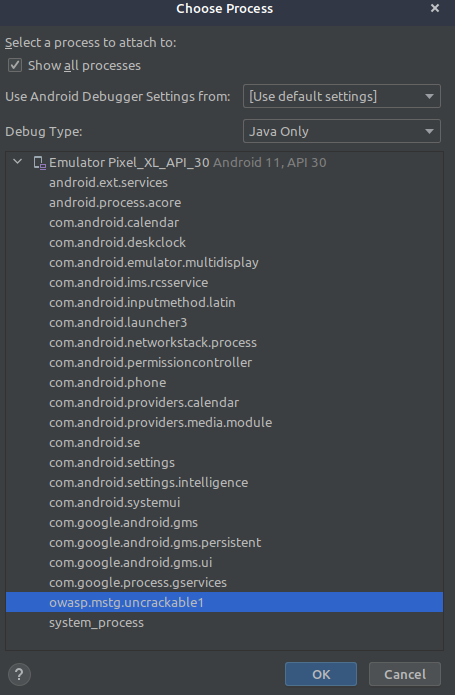 Choose Process
×
Select a process to attach to:
Show all processes
Use Android Debugger Settings from: [Use default settings]
Debug Type: Java Only
Emulator Pixel_XL_API_30 Android 11, API 30
android.ext.services
android.process.acore
com.android.calendar
com.android.deskclock
com.android.emulator.multidisplay
com.android.ims.rcsservice
com.android.inputmethod.latin
com.android.launcher3
com.android.networkstack.process
com.android.permissioncontroller
com.android.phone
com.android.providers.calendar
com.android.providers.media.module
com.android.se
com.android.settings
com.android.settings.intelligence
com.android.systemui
com.google.android.gms
com.google.android.gms.persistent
com.google.android.gms.ui
com.google.process.gservices
owasp.mstg.uncrackable1
system_process
? OK Cancel